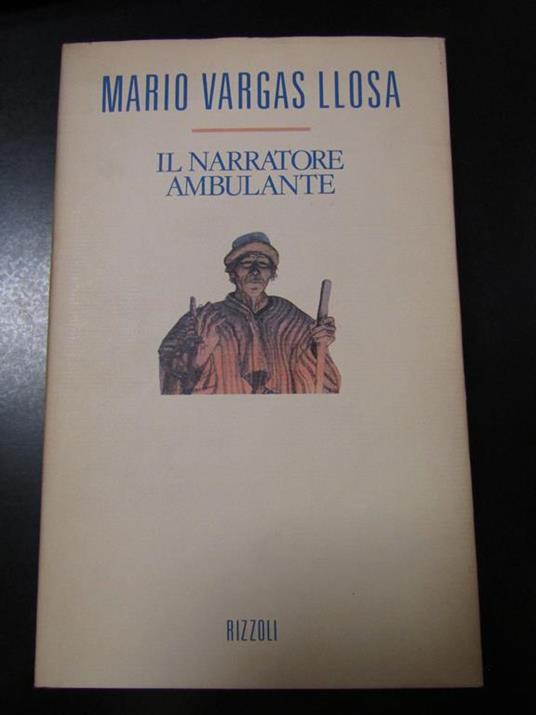 MARIO VARGAS LLOSA
IL NARRATORE
AMBULANTE
RIZZOLI